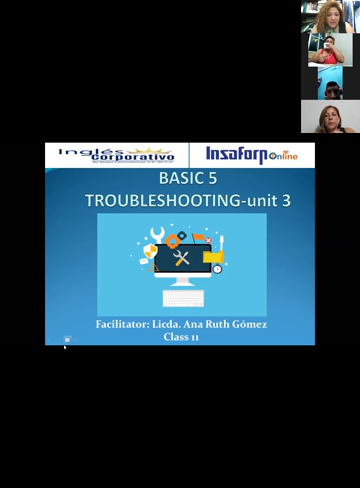 Inglés
Corporativo
Insaforp Online
BASIC 5
TROUBLESHOOTING-unit 3
Facilitator: Licda. Ana Ruth Gómez
Class 11